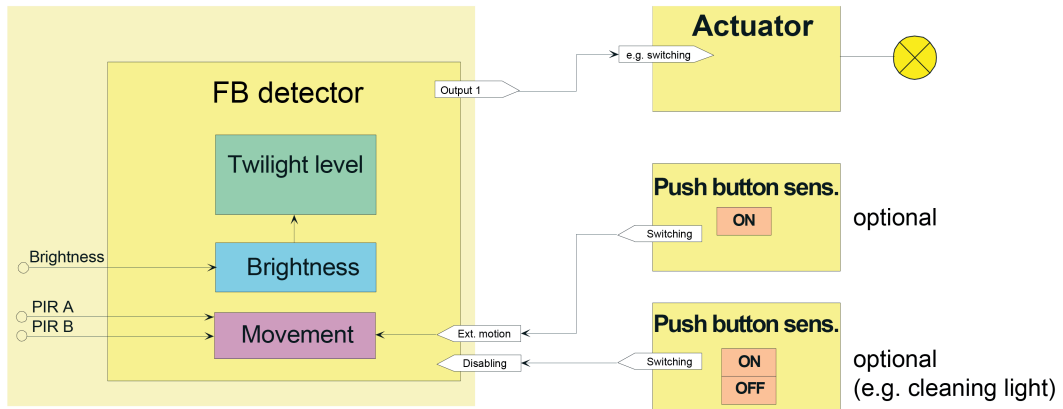 Actuator
e.g. switching
Output 1
FB detector
Twilight level
Push button sens.
ON
optional
Switching
Brightness
Brightness
PIR A
PIR B
Movement
Ext. motion
Push button sens.
Disabling
Switching
ON
optional
OFF
(e.g. cleaning light)